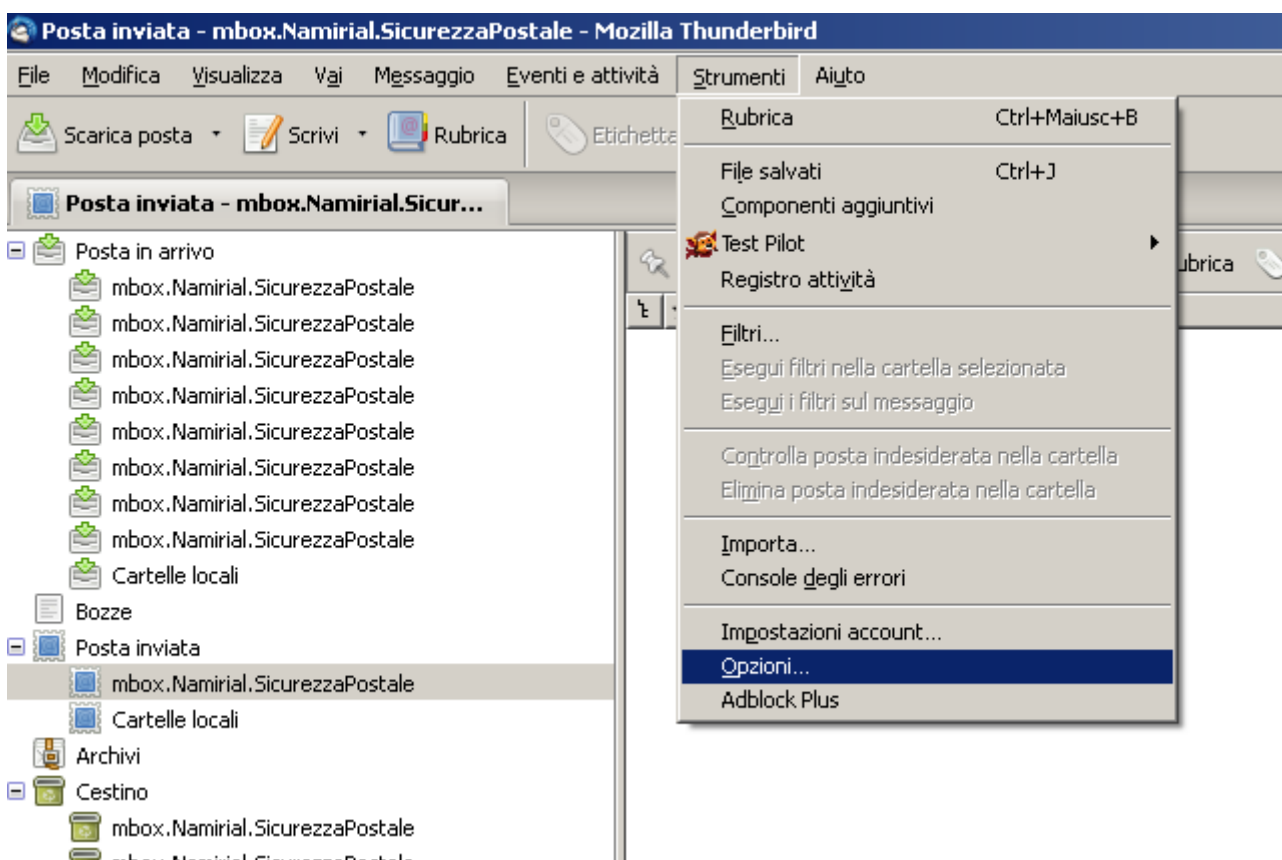 Posta inviata - mbox.Namirial.SicurezzaPostale - Mozilla Thunderbird
File Modifica Visualizza Vai Messaggio Eventi e attività Strumenti Aiuto
Scarica posta Scrivi Rubrica Etichetta
Posta inviata - mbox.Namirial.Sicur...
Posta in arrivo
mbox.Namirial.SicurezzaPostale
mbox.Namirial.SicurezzaPostale
mbox.Namirial.SicurezzaPostale
mbox.Namirial.SicurezzaPostale
mbox.Namirial.SicurezzaPostale
mbox.Namirial.SicurezzaPostale
mbox.Namirial.SicurezzaPostale
mbox.Namirial.SicurezzaPostale
Cartelle locali
Bozze
Posta inviata
mbox.Namirial.SicurezzaPostale
Cartelle locali
Archivi
Cestino
mbox.Namirial.SicurezzaPostale
Rubrica Ctrl+Maiusc+B
File salvati Ctrl+J
Componenti aggiuntivi
Test Pilot
Registro attività
Filtri...
Esegui filtri nella cartella selezionata
Esegui i filtri sul messaggio
Controlla posta indesiderata nella cartella
Elimina posta indesiderata nella cartella
Importa...
Console degli errori
Impostazioni account...
Opzioni...
Adblock Plus
ubrica